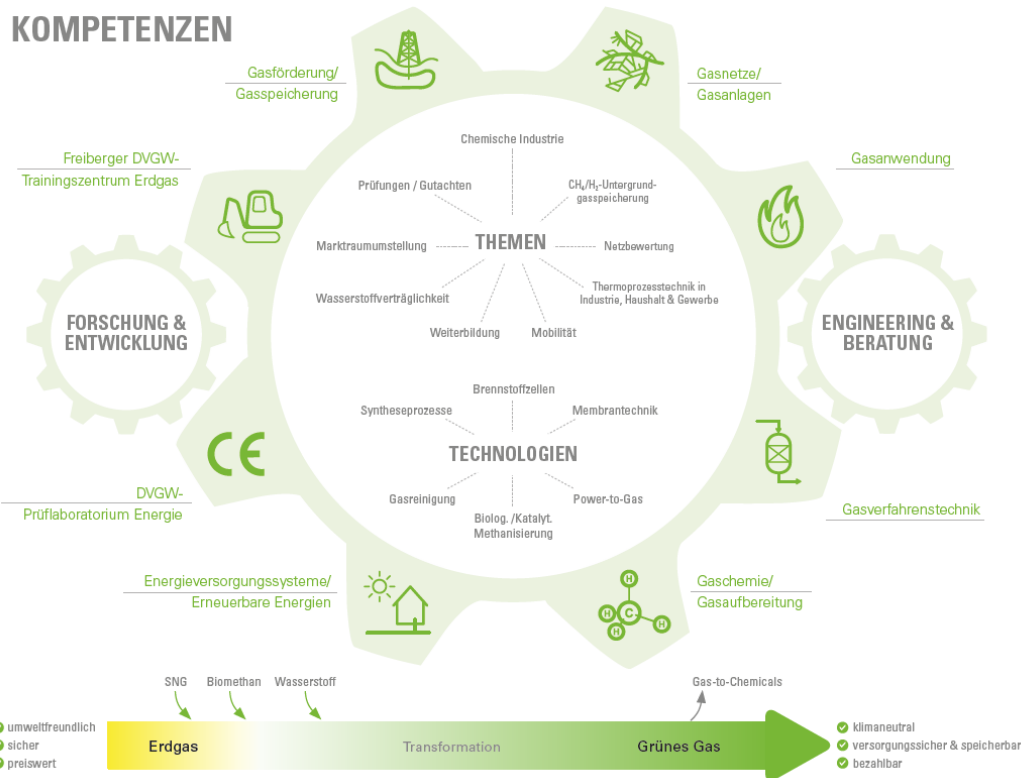 KOMPETENZEN
Gasförderung/
Gasspeicherung
Gasnetze/
Gasanlagen
Freiberger DVGW-
Trainingszentrum Erdgas
Gasanwendung
Chemische Industrie
Prüfungen / Gutachten
CH₄/H₂-Untergrund-
gasspeicherung
Marktraumumstellung
THEMEN
Netzbewertung
Wasserstoffverträglichkeit
Thermoprozesstechnik in
Industrie, Haushalt & Gewerbe
Weiterbildung
Mobilität
FORSCHUNG &
ENTWICKLUNG
ENGINEERING &
BERATUNG
Brennstoffzellen
Syntheseprozesse
Membrantechnik
TECHNOLOGIEN
Gasreinigung
Power-to-Gas
Biolog. /Katalyt.
Methanisierung
CE
DVGW-
Prüflaboratorium Energie
Gasverfahrenstechnik
Energieversorgungssysteme/
Erneuerbare Energien
Gaschemie/
Gasaufbereitung
H
H
C
H
H
SNG
Biomethan
Wasserstoff
Gas-to-Chemicals
umweltfreundlich
sicher
preiswert
Erdgas
Transformation
Grünes Gas
klimaneutral
versorgungssicher & speicherbar
bezahlbar